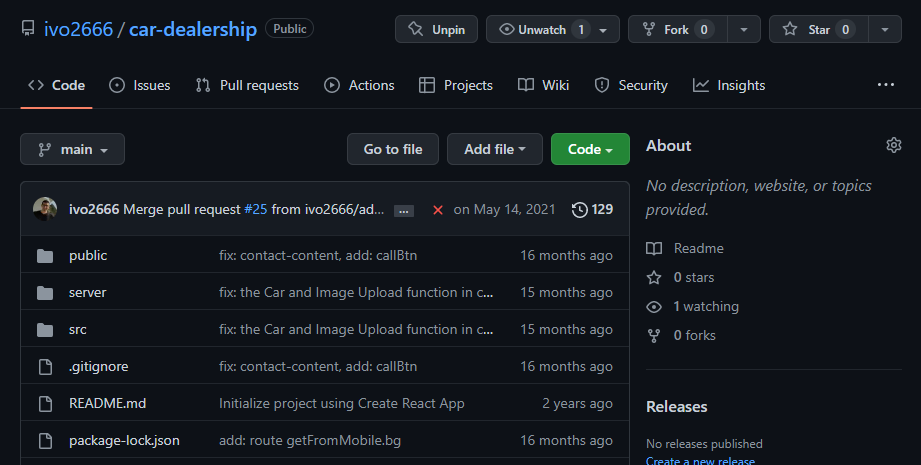 ivo2666 / car-dealership Public Unpin Unwatch 1 Fork 0 Star 0
Code Issues Pull requests Actions Projects Wiki Security Insights ...
main Go to file Add file Code
ivo2666 Merge pull request #25 from ivo2666/ad... ... on May 14, 2021 129
public fix: contact-content, add: callBtn 16 months ago
server fix: the Car and Image Upload function in c... 15 months ago
src fix: the Car and Image Upload function in c... 15 months ago
.gitignore fix: contact-content, add: callBtn 16 months ago
README.md Initialize project using Create React App 2 years ago
package-lock.json add: route getFromMobile.bg 16 months ago
About
No description, website, or topics
provided.
Readme
0 stars
1 watching
0 forks
Releases
No releases published
Create a new release